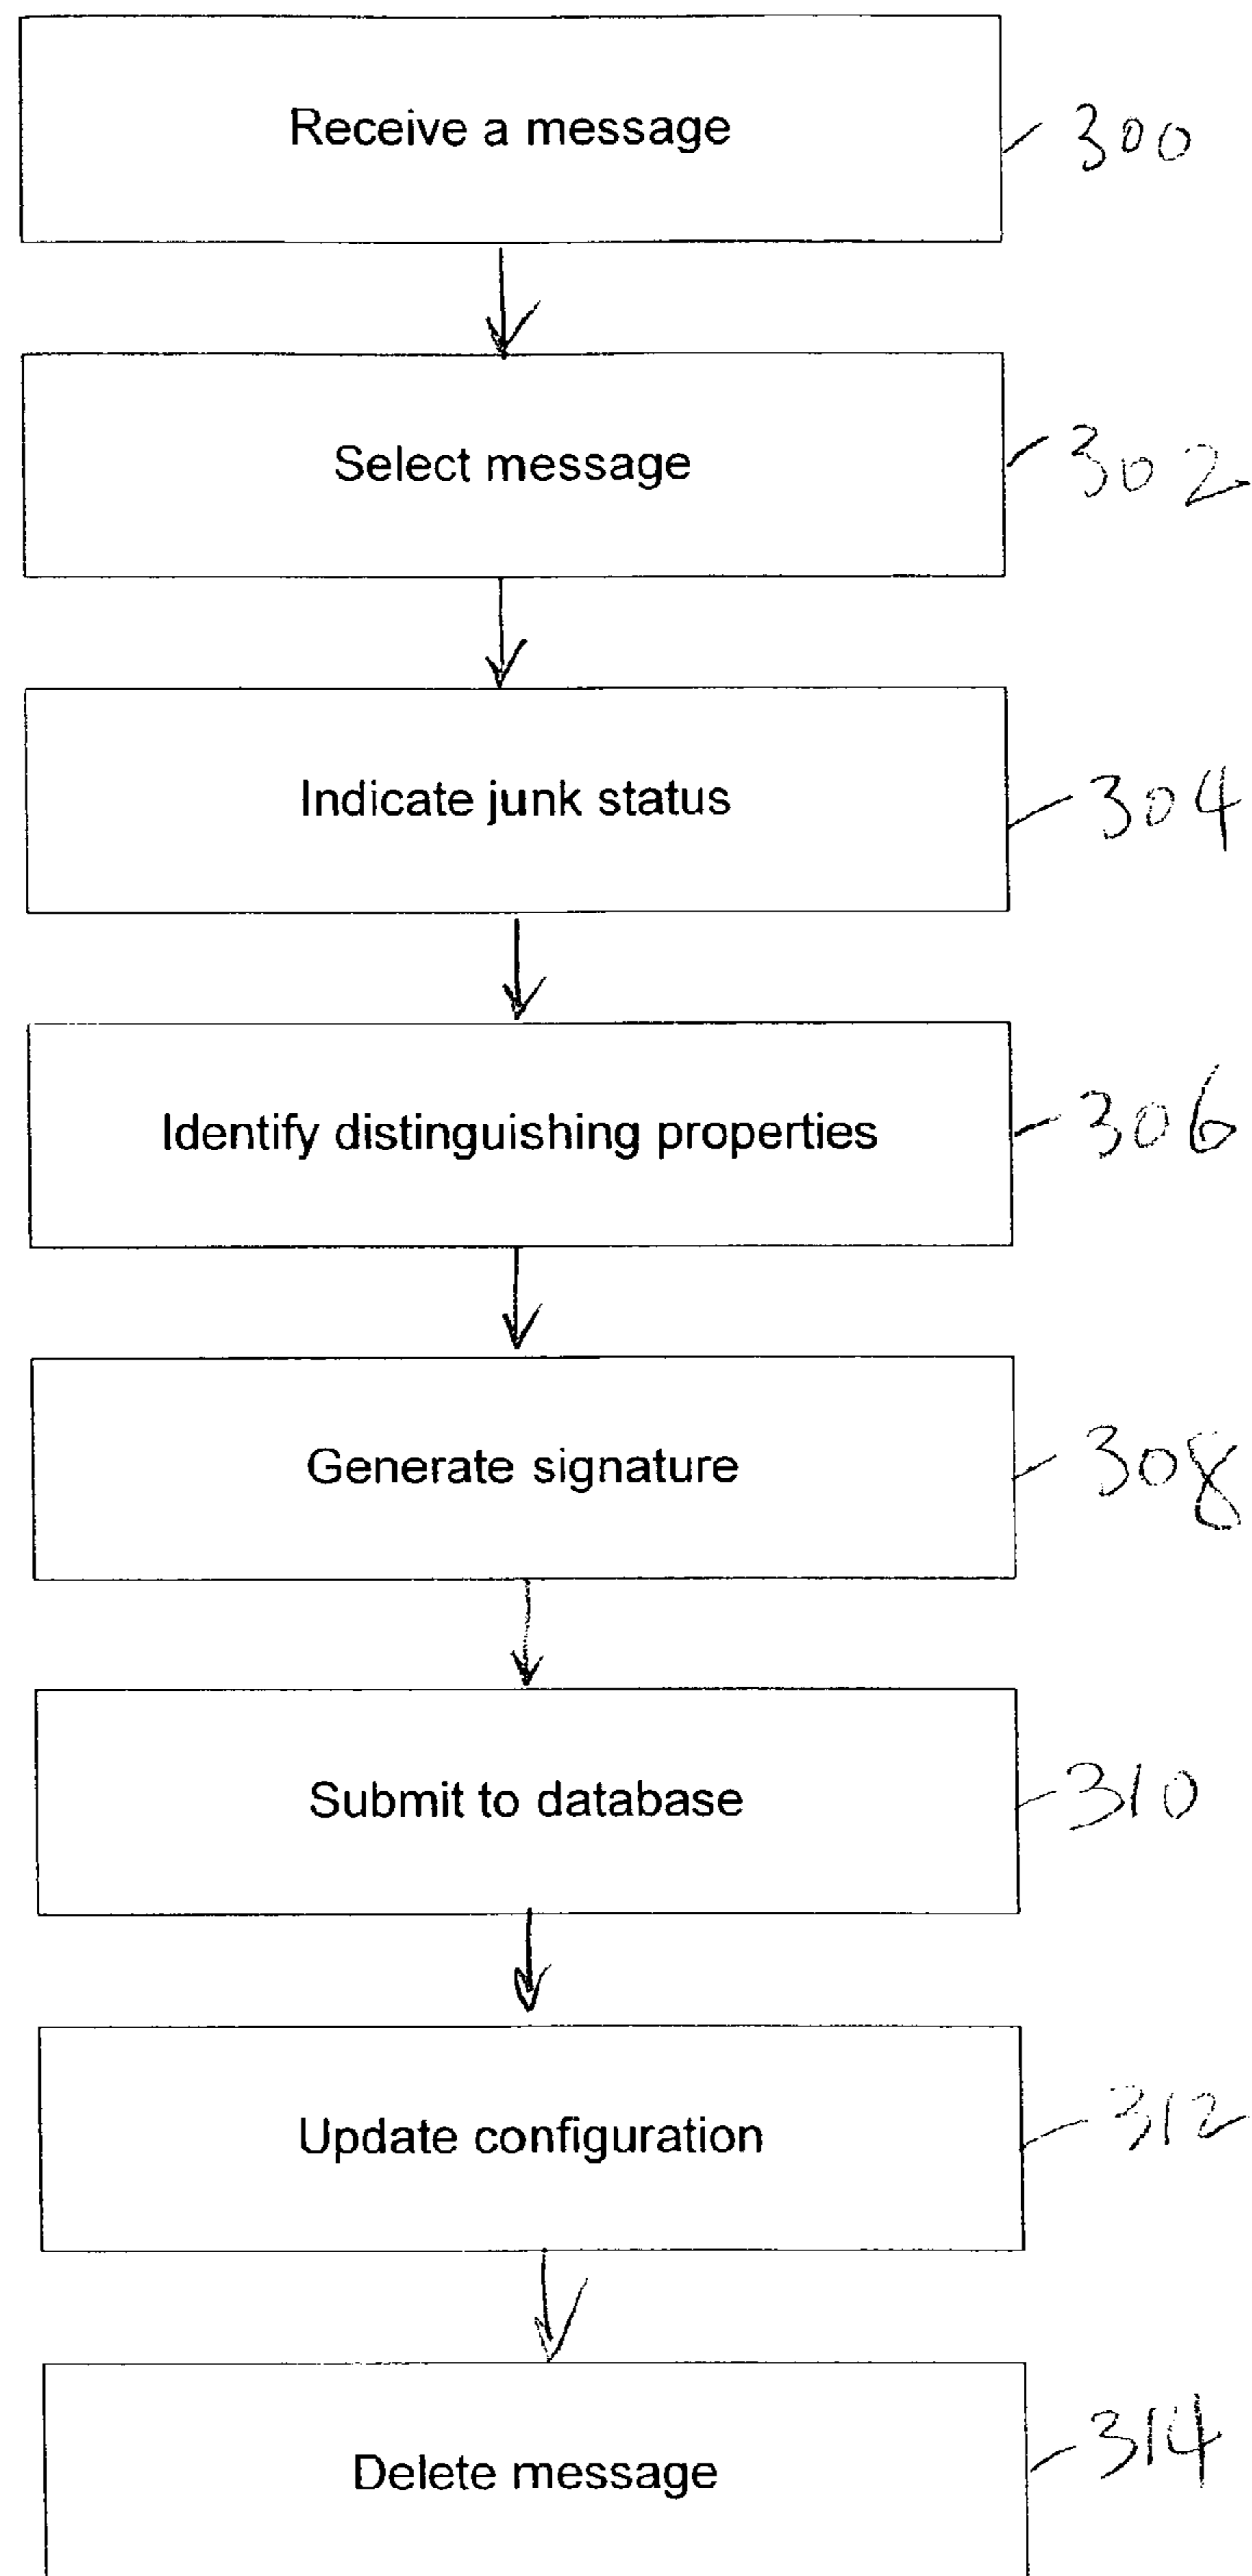 Receive a message 300
Select message 302
Indicate junk status 304
Identify distinguishing properties 306
Generate signature 308
Submit to database 310
Update configuration 312
Delete message 314